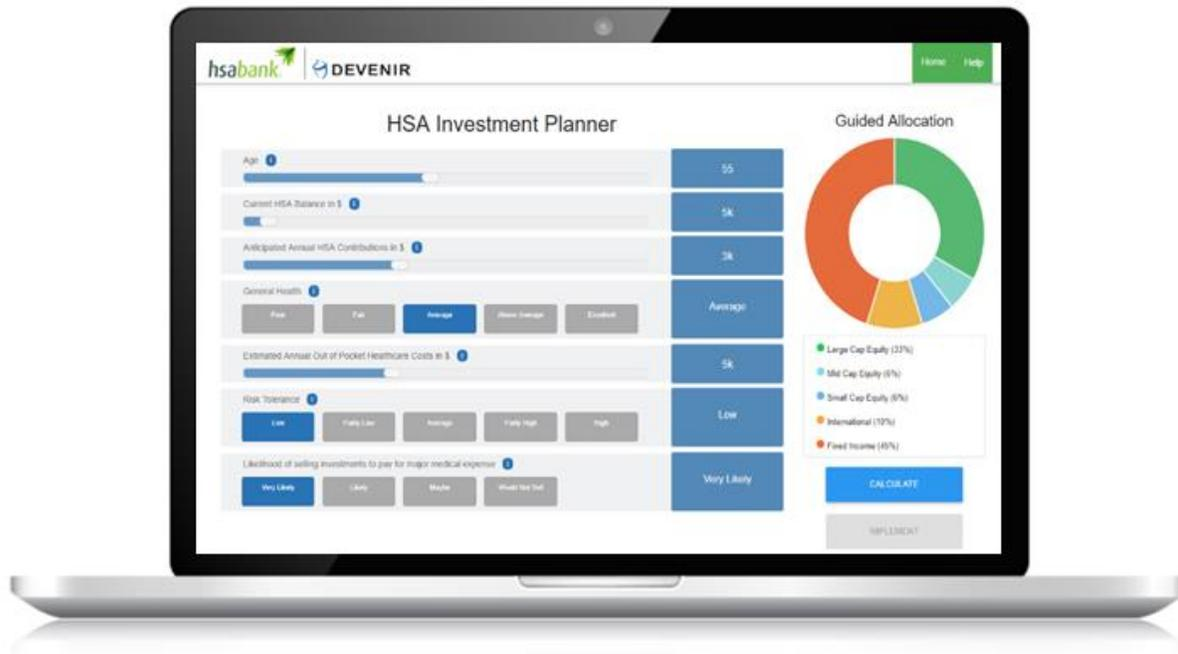 hsabank. DEVENIR
Home Help
HSA Investment Planner
Guided Allocation
Age
55
Current HSA Balance in $
5k
Anticipated Annual HSA Contributions in $
3k
General Health
Poor Fair Average Above Average Excellent
Average
Estimated Annual Out of Pocket Healthcare Costs in $
5k
Risk Tolerance
Low Fairly Low Average Fairly High High
Low
Likelihood of selling investments to pay for major medical expense
Very Likely Likely Maybe Would Not Sell
Very Likely
Large Cap Equity (33%)
Mid Cap Equity (6%)
Small Cap Equity (6%)
International (10%)
Fixed Income (45%)
CALCULATE
IMPLEMENT